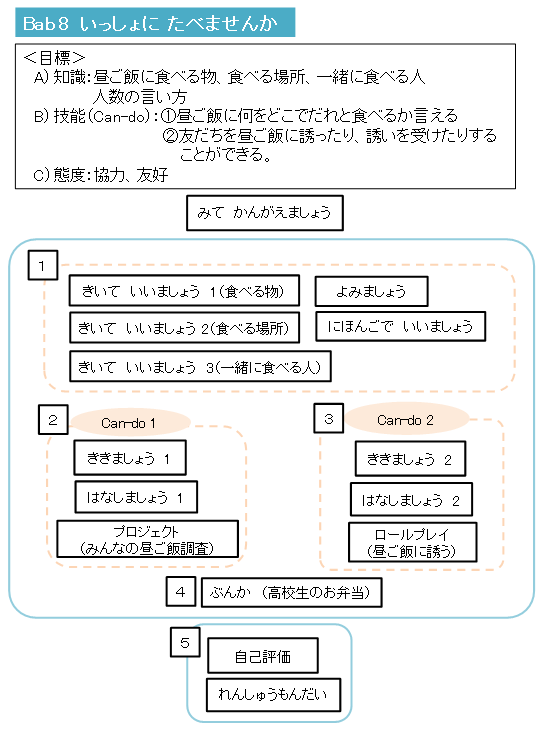 Bab 8 いっしょに たべませんか
＜目標＞
A) 知識：昼ご飯に食べる物、食べる場所、一緒に食べる人
人数の言い方
B) 技能（Can-do）：①昼ご飯に何をどこでだれと食べるか言える
②友だちを昼ご飯に誘ったり、誘いを受けたりする
ことができる。
C) 態度：協力、友好
みて かんがえましょう
1
きいて いいましょう 1（食べる物）
よみましょう
きいて いいましょう 2（食べる場所）
にほんごで いいましょう
きいて いいましょう 3（一緒に食べる人）
2
Can-do 1
ききましょう 1
はなしましょう 1
プロジェクト
（みんなの昼ご飯調査）
3
Can-do 2
ききましょう 2
はなしましょう 2
ロールプレイ
（昼ご飯に誘う）
4
ぶんか （高校生のお弁当）
5
自己評価
れんしゅうもんだい